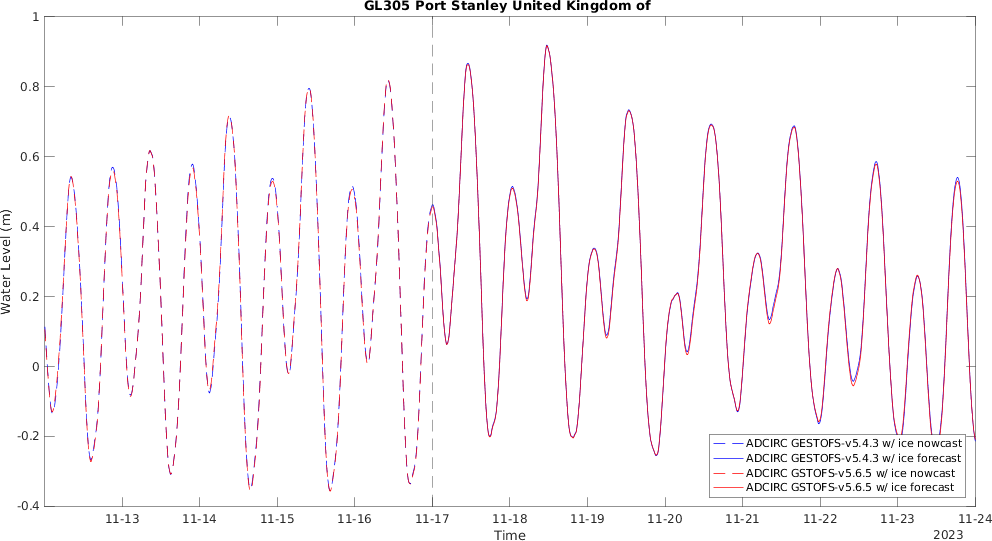 GL305 Port Stanley United Kingdom of
1
0.8
0.6
0.4
0.2
0
-0.2
-0.4
Water Level (m)
ADCIRC GESTOFS-v5.4.3 w/ ice nowcast
ADCIRC GESTOFS-v5.4.3 w/ ice forecast
ADCIRC GSTOFS-v5.6.5 w/ ice nowcast
ADCIRC GSTOFS-v5.6.5 w/ ice forecast
11-13 11-14 11-15 11-16 11-17 11-18 11-19 11-20 11-21 11-22 11-23 11-24
Time
2023